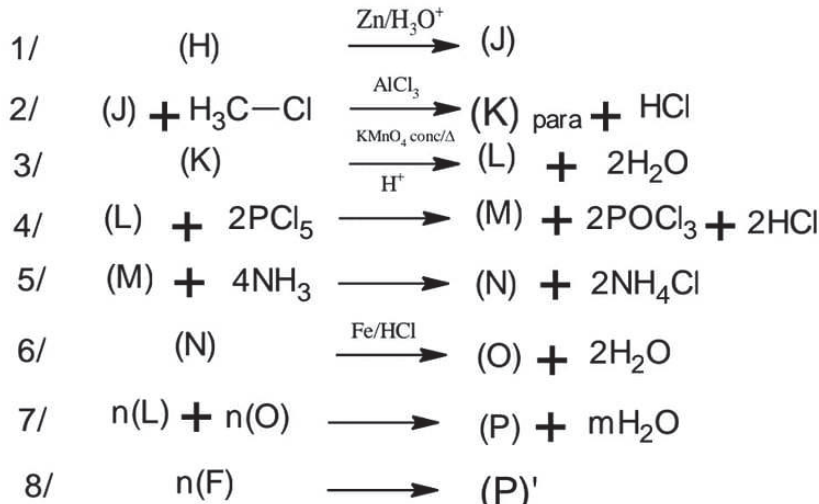 1/ (H) Zn/H₃O⁺ (J)
2/ (J) + H₃C—Cl AlCl₃ (K) para + HCl
3/ (K) KMnO₄ conc/Δ H⁺ (L) + 2H₂O
4/ (L) + 2PCl₅ (M) + 2POCl₃ + 2HCl
5/ (M) + 4NH₃ (N) + 2NH₄Cl
6/ (N) Fe/HCl (O) + 2H₂O
7/ n(L) + n(O) (P) + mH₂O
8/ n(F) (P)'